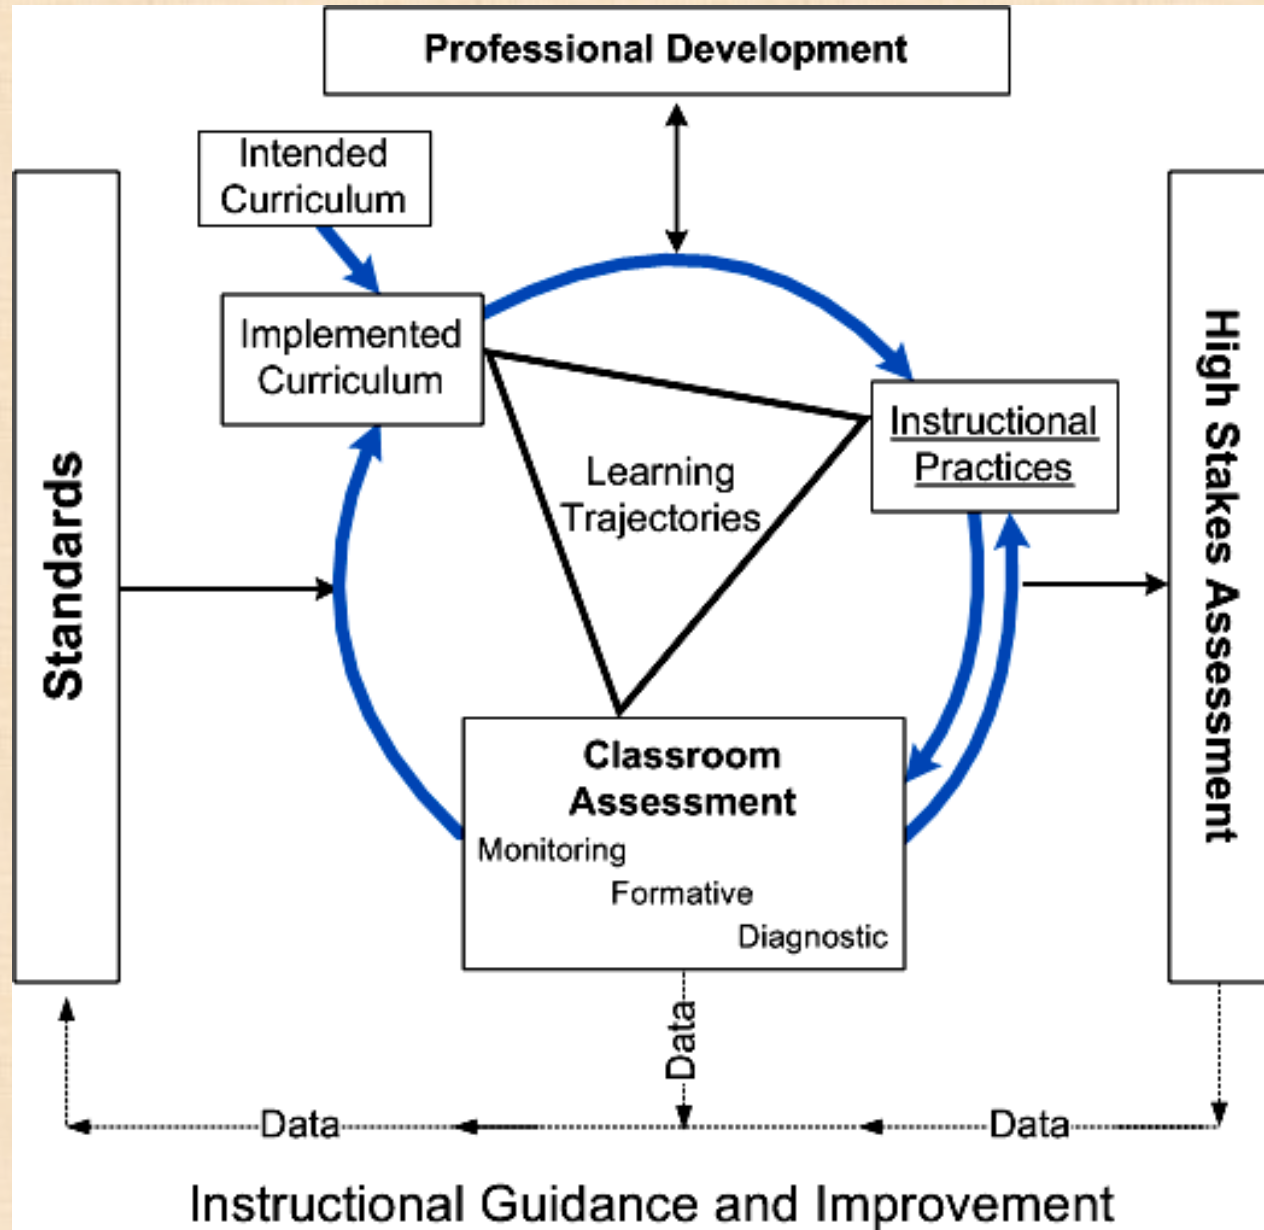 Professional Development
Intended
Curriculum
Implemented
Curriculum
Instructional
Practices
Learning
Trajectories
Standards
High Stakes Assessment
Classroom
Assessment
Monitoring
Formative
Diagnostic
Data
Data
Data
Instructional Guidance and Improvement